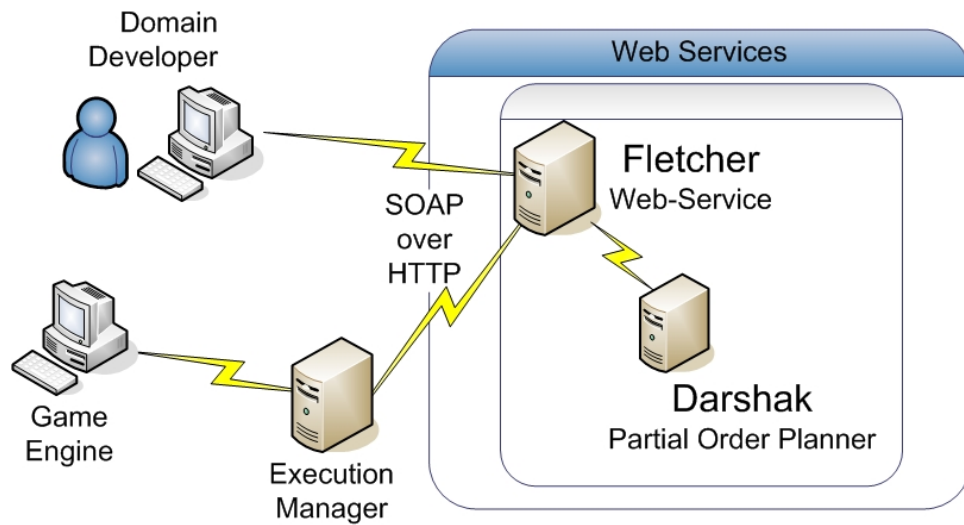 Domain
Developer
Web Services
Fletcher
Web-Service
SOAP
over
HTTP
Darshak
Partial Order Planner
Game
Engine
Execution
Manager